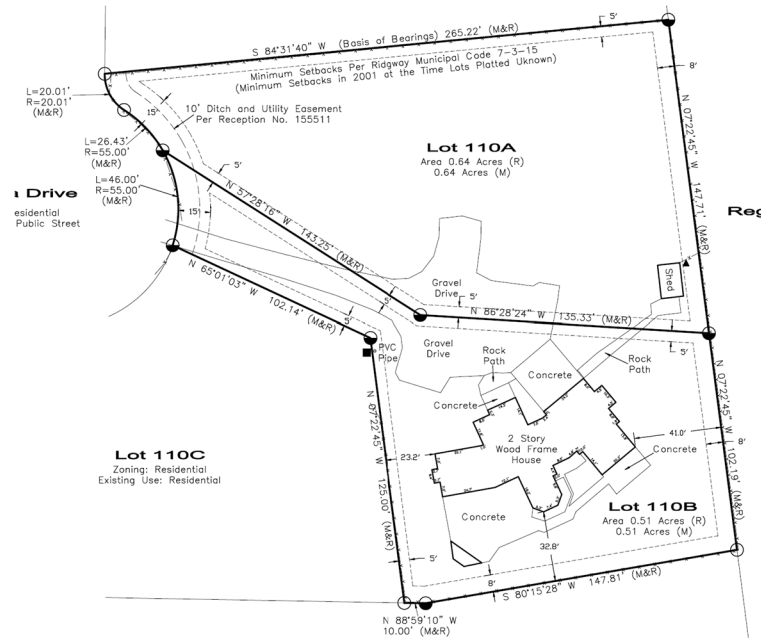 S 84°31'40" W (Basis of Bearings) 265.22' (M&R)
5'
Minimum Setbacks Per Ridgway Municipal Code 7-3-15
(Minimum Setbacks in 2001 at the Time Lots Platted Uknown)
8'
L=20.01'
R=20.01'
(M&R)
15'
10' Ditch and Utility Easement
Per Reception No. 155511
L=26.43'
R=55.00'
(M&R)
Lot 110A
Area 0.64 Acres (R)
0.64 Acres (M)
N 07°22'45" W 147.71' (M&R)
5'
L=46.00'
R=55.00'
(M&R)
a Drive
esidential
Public Street
15'
N 57°28'16" W 143.25' (M&R)
Reg
N 65°01'03" W 102.14' (M&R)
Shed
Gravel
Drive
5'
5'
5'
N 86°28'24" W 135.33' (M&R)
5'
PVC
Pipe
Gravel
Drive
Rock
Path
Rock
Path
Concrete
Concrete
N 07°22'45" W 102.19' (M&R)
N 07°22'45" W 125.00' (M&R)
2 Story
Wood Frame
House
41.0'
8'
23.2'
Concrete
Lot 110C
Zoning: Residential
Existing Use: Residential
Concrete
Lot 110B
Area 0.51 Acres (R)
0.51 Acres (M)
32.8'
5'
8'
S 80°15'28" W 147.81' (M&R)
N 88°59'10" W
10.00' (M&R)